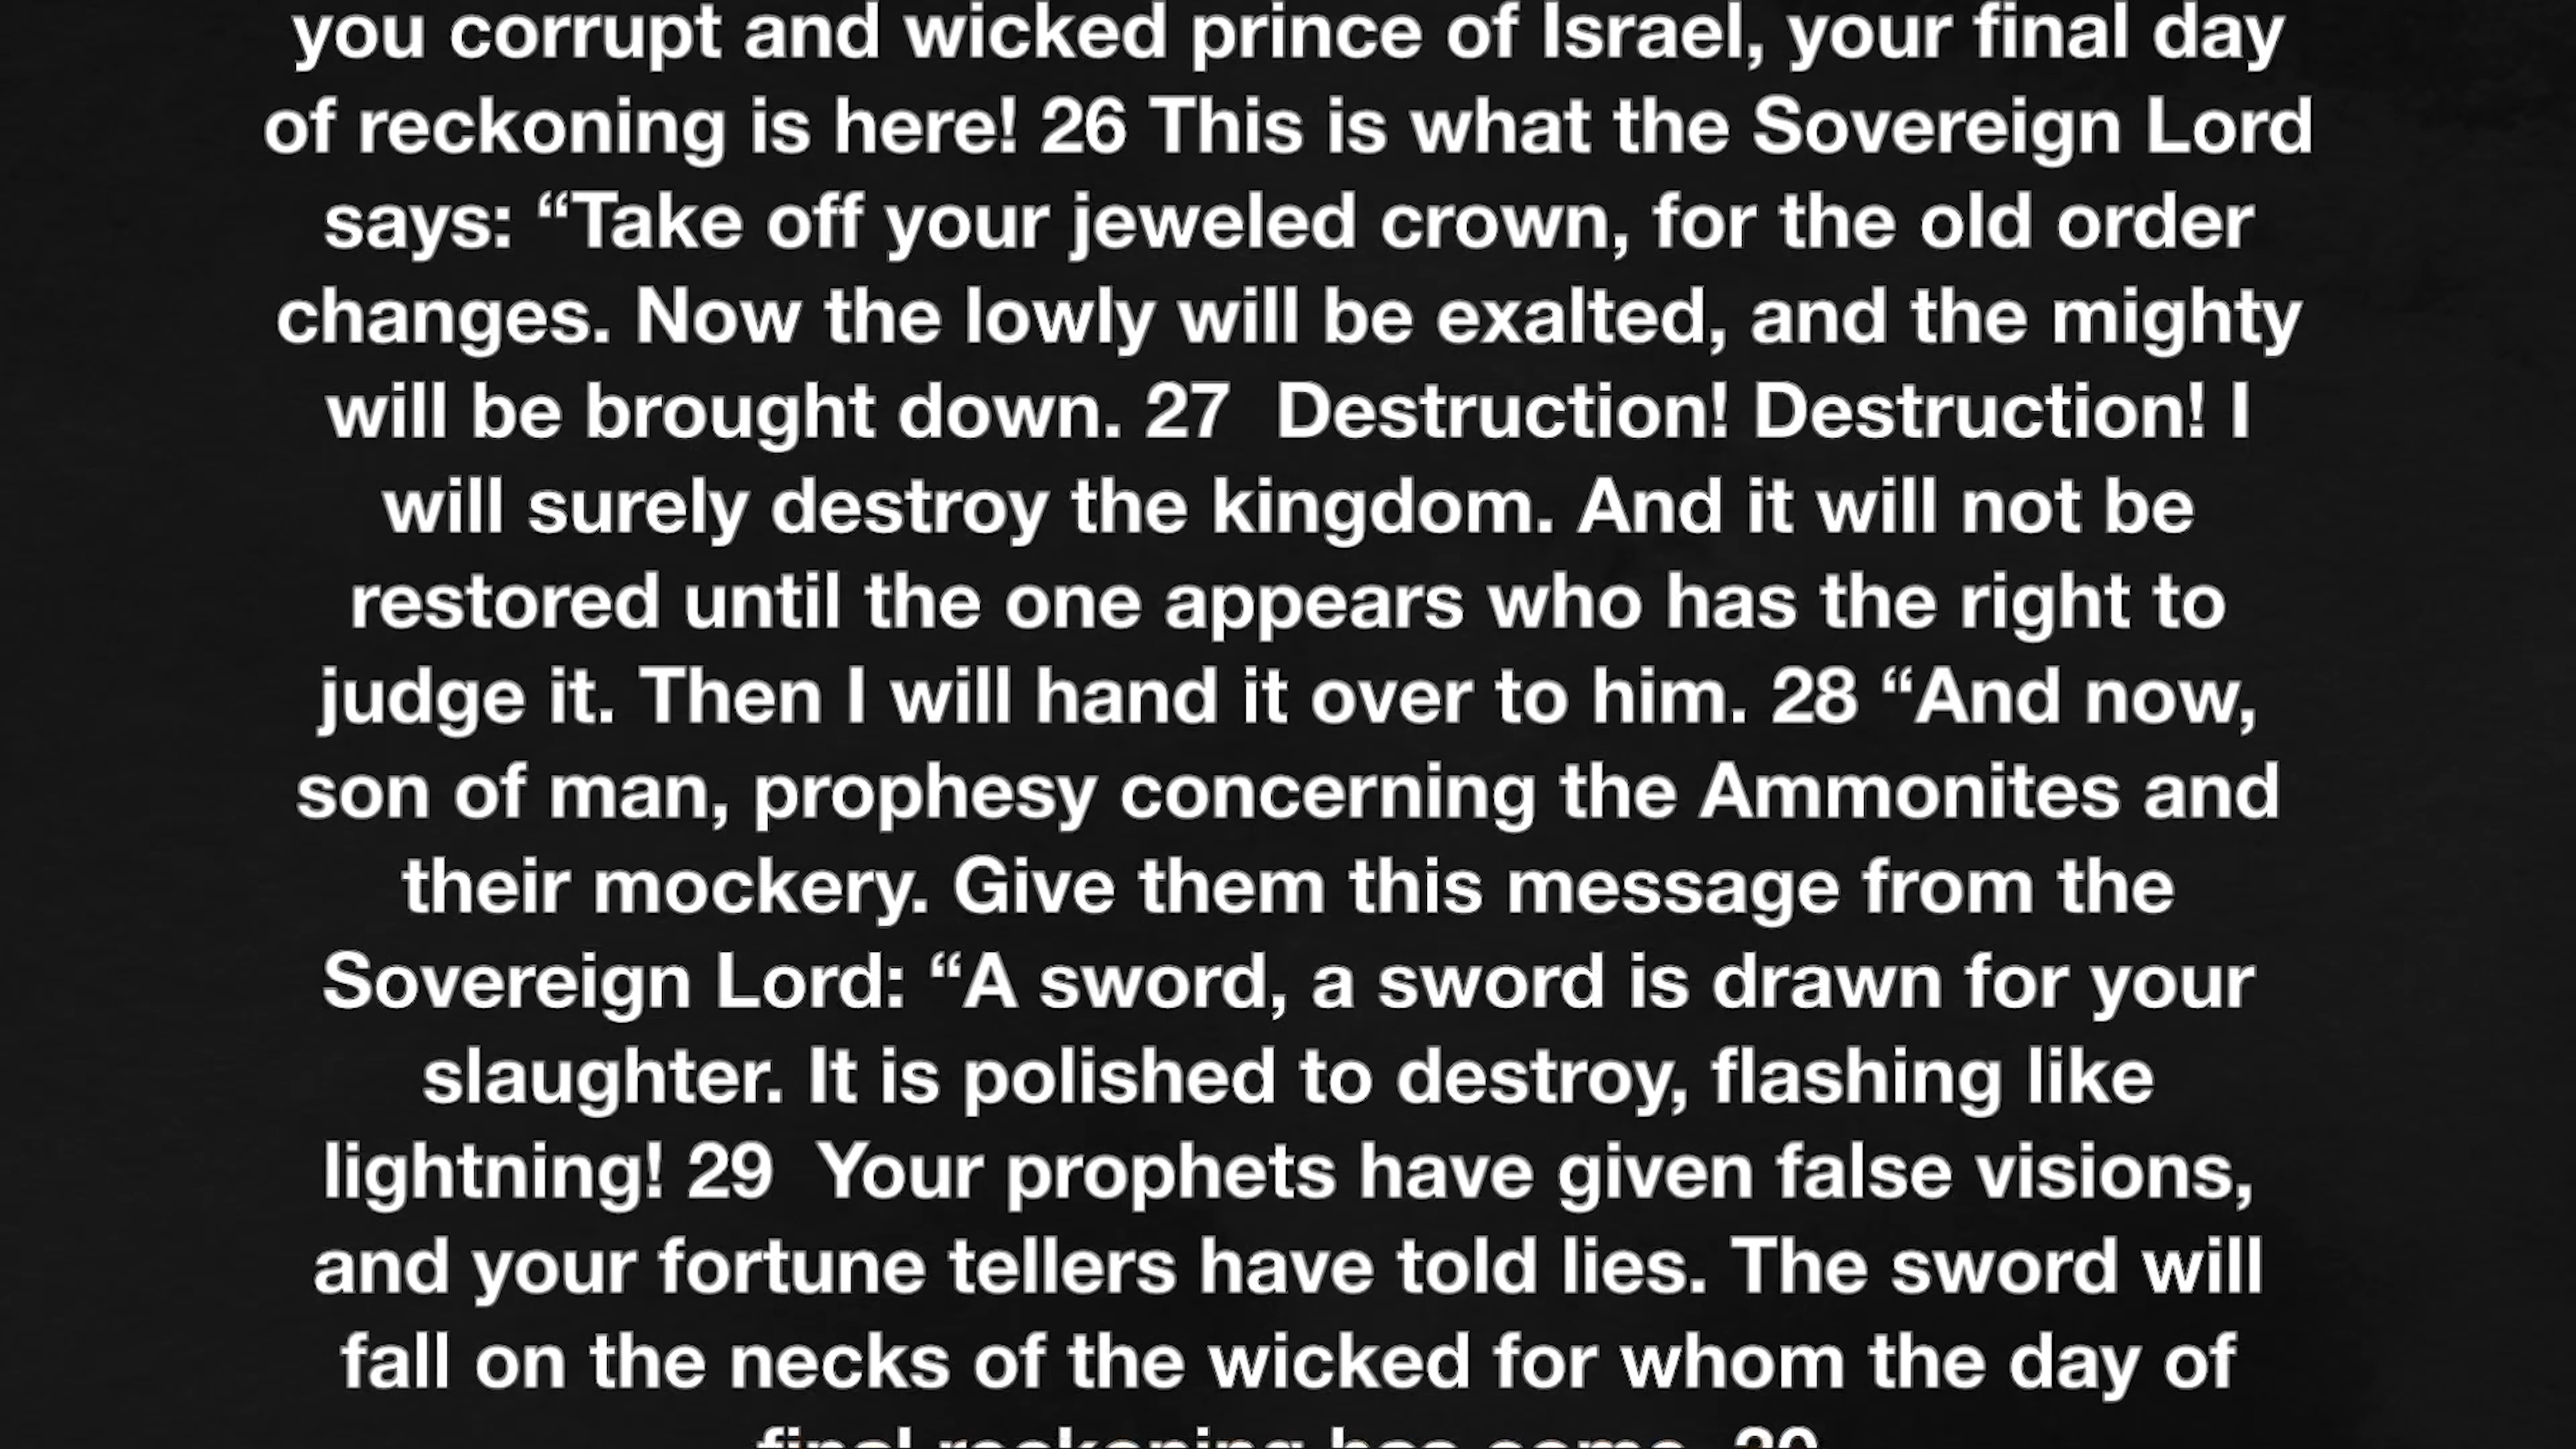 you corrupt and wicked prince of Israel, your final day
of reckoning is here! 26 This is what the Sovereign Lord
says: “Take off your jeweled crown, for the old order
changes. Now the lowly will be exalted, and the mighty
will be brought down. 27  Destruction! Destruction! I
will surely destroy the kingdom. And it will not be
restored until the one appears who has the right to
judge it. Then I will hand it over to him. 28 “And now,
son of man, prophesy concerning the Ammonites and
their mockery. Give them this message from the
Sovereign Lord: “A sword, a sword is drawn for your
slaughter. It is polished to destroy, flashing like
lightning! 29  Your prophets have given false visions,
and your fortune tellers have told lies. The sword will
fall on the necks of the wicked for whom the day of
final reckoning has come. 30